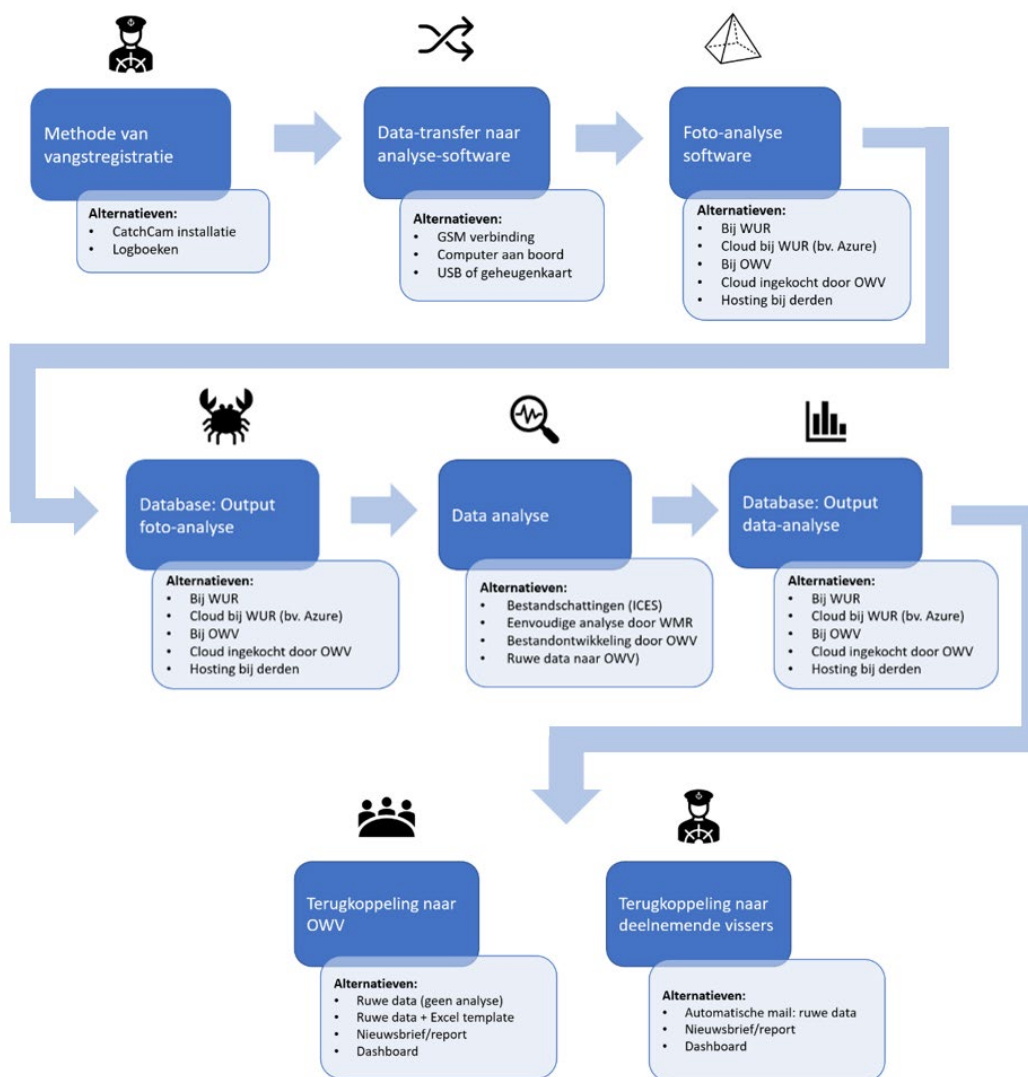 Methode van
vangstregistratie
Alternatieven:
• CatchCam installatie
• Logboeken
Data-transfer naar
analyse-software
Alternatieven:
• GSM verbinding
• Computer aan boord
• USB of geheugenkaart
Foto-analyse
software
Alternatieven:
• Bij WUR
• Cloud bij WUR (bv. Azure)
• Bij OWV
• Cloud ingekocht door OWV
• Hosting bij derden
Database: Output
foto-analyse
Alternatieven:
• Bij WUR
• Cloud bij WUR (bv. Azure)
• Bij OWV
• Cloud ingekocht door OWV
• Hosting bij derden
Data analyse
Alternatieven:
• Bestandschattingen (ICES)
• Eenvoudige analyse door WMR
• Bestandontwikkeling door OWV
• Ruwe data naar OWV)
Database: Output
data-analyse
Alternatieven:
• Bij WUR
• Cloud bij WUR (bv. Azure)
• Bij OWV
• Cloud ingekocht door OWV
• Hosting bij derden
Terugkoppeling naar
OWV
Alternatieven:
• Ruwe data (geen analyse)
• Ruwe data + Excel template
• Nieuwsbrief/report
• Dashboard
Terugkoppeling naar
deelnemende vissers
Alternatieven:
• Automatische mail: ruwe data
• Nieuwsbrief/report
• Dashboard